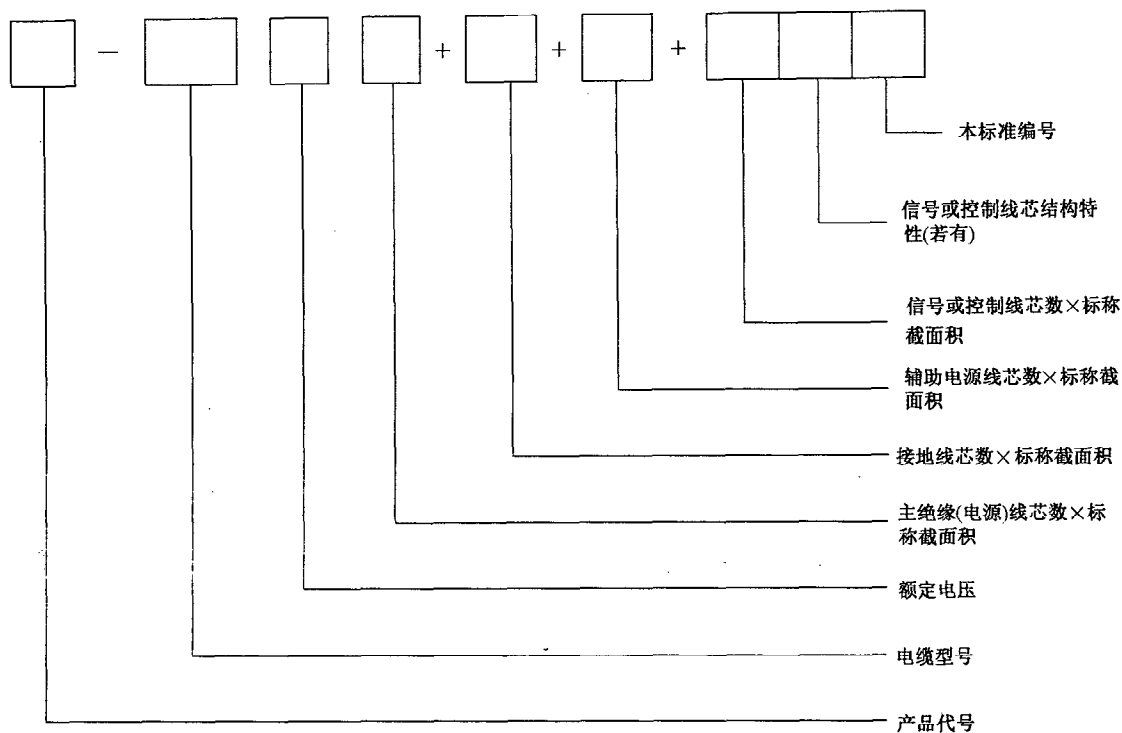 — + + +
本标准编号
信号或控制线芯结构特
性(若有)
信号或控制线芯数×标称
截面积
辅助电源线芯数×标称截
面积
接地线芯数×标称截面积
主绝缘(电源)线芯数×标
称截面积
额定电压
电缆型号
产品代号